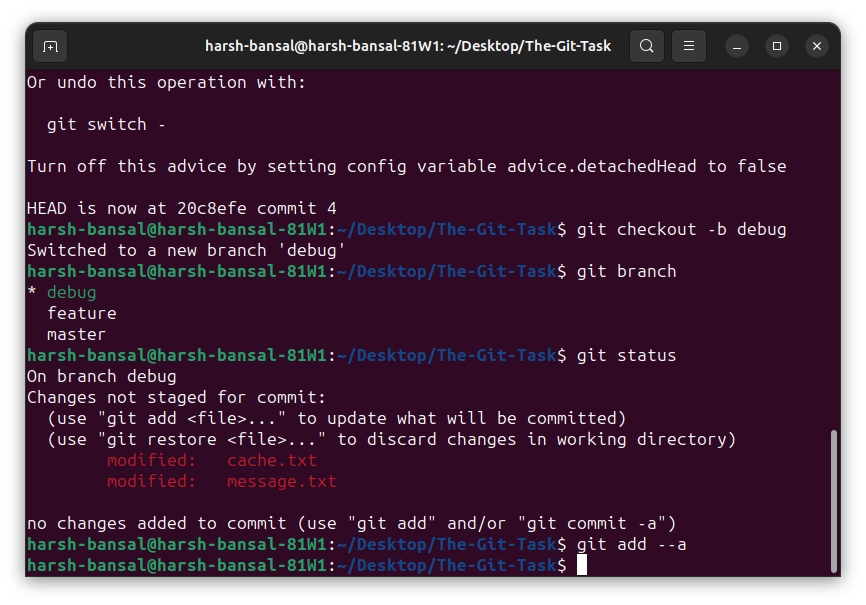 harsh-bansal@harsh-bansal-81W1: ~/Desktop/The-Git-Task
Or undo this operation with:
  git switch -
Turn off this advice by setting config variable advice.detachedHead to false
HEAD is now at 20c8efe commit 4
harsh-bansal@harsh-bansal-81W1:~/Desktop/The-Git-Task$ git checkout -b debug
Switched to a new branch 'debug'
harsh-bansal@harsh-bansal-81W1:~/Desktop/The-Git-Task$ git branch
* debug
  feature
  master
harsh-bansal@harsh-bansal-81W1:~/Desktop/The-Git-Task$ git status
On branch debug
Changes not staged for commit:
  (use "git add <file>..." to update what will be committed)
  (use "git restore <file>..." to discard changes in working directory)
        modified:   cache.txt
        modified:   message.txt
no changes added to commit (use "git add" and/or "git commit -a")
harsh-bansal@harsh-bansal-81W1:~/Desktop/The-Git-Task$ git add --a
harsh-bansal@harsh-bansal-81W1:~/Desktop/The-Git-Task$